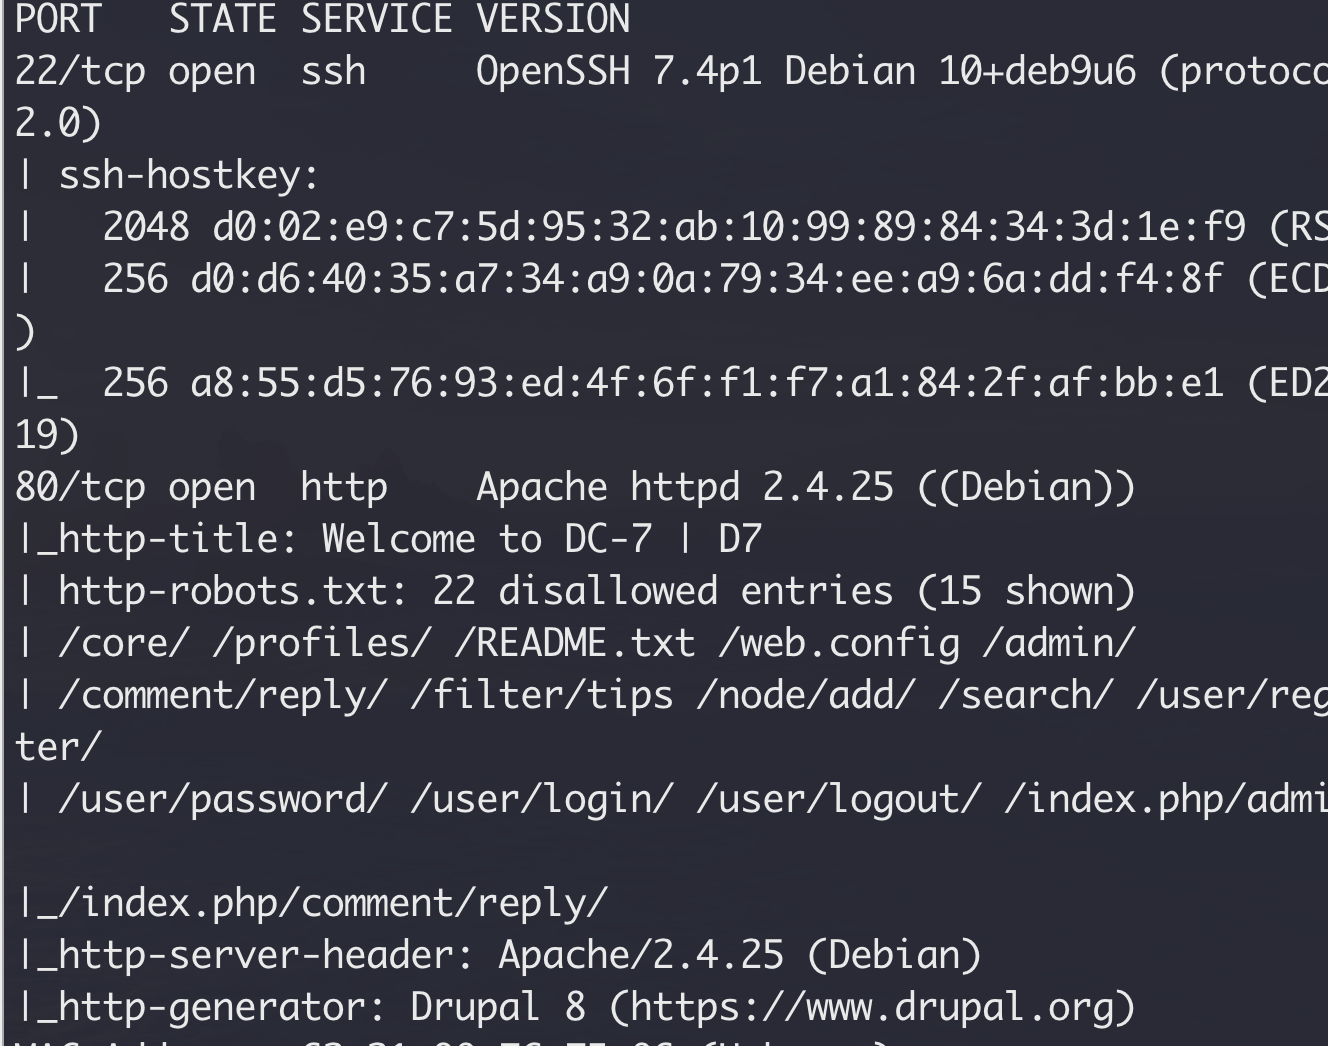 PORT   STATE SERVICE VERSION
22/tcp open  ssh     OpenSSH 7.4p1 Debian 10+deb9u6 (protoco
2.0)
| ssh-hostkey:
|   2048 d0:02:e9:c7:5d:95:32:ab:10:99:89:84:34:3d:1e:f9 (RS
|   256 d0:d6:40:35:a7:34:a9:0a:79:34:ee:a9:6a:dd:f4:8f (ECD
)
|_  256 a8:55:d5:76:93:ed:4f:6f:f1:f7:a1:84:2f:af:bb:e1 (ED2
19)
80/tcp open  http    Apache httpd 2.4.25 ((Debian))
|_http-title: Welcome to DC-7 | D7
| http-robots.txt: 22 disallowed entries (15 shown)
| /core/ /profiles/ /README.txt /web.config /admin/
| /comment/reply/ /filter/tips /node/add/ /search/ /user/reg
ter/
| /user/password/ /user/login/ /user/logout/ /index.php/admi
|_/index.php/comment/reply/
|_http-server-header: Apache/2.4.25 (Debian)
|_http-generator: Drupal 8 (https://www.drupal.org)